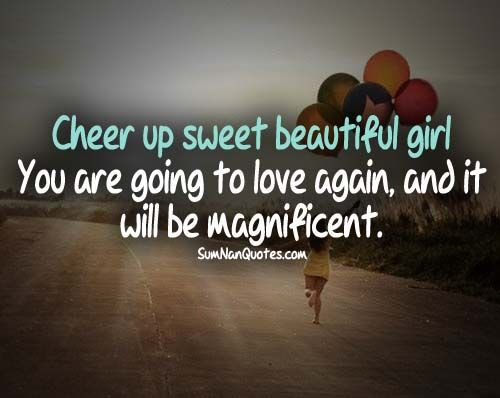 Cheer up sweet beautiful girl
You are going to love again, and it
will be magnificent.
SumNanQuotes.com